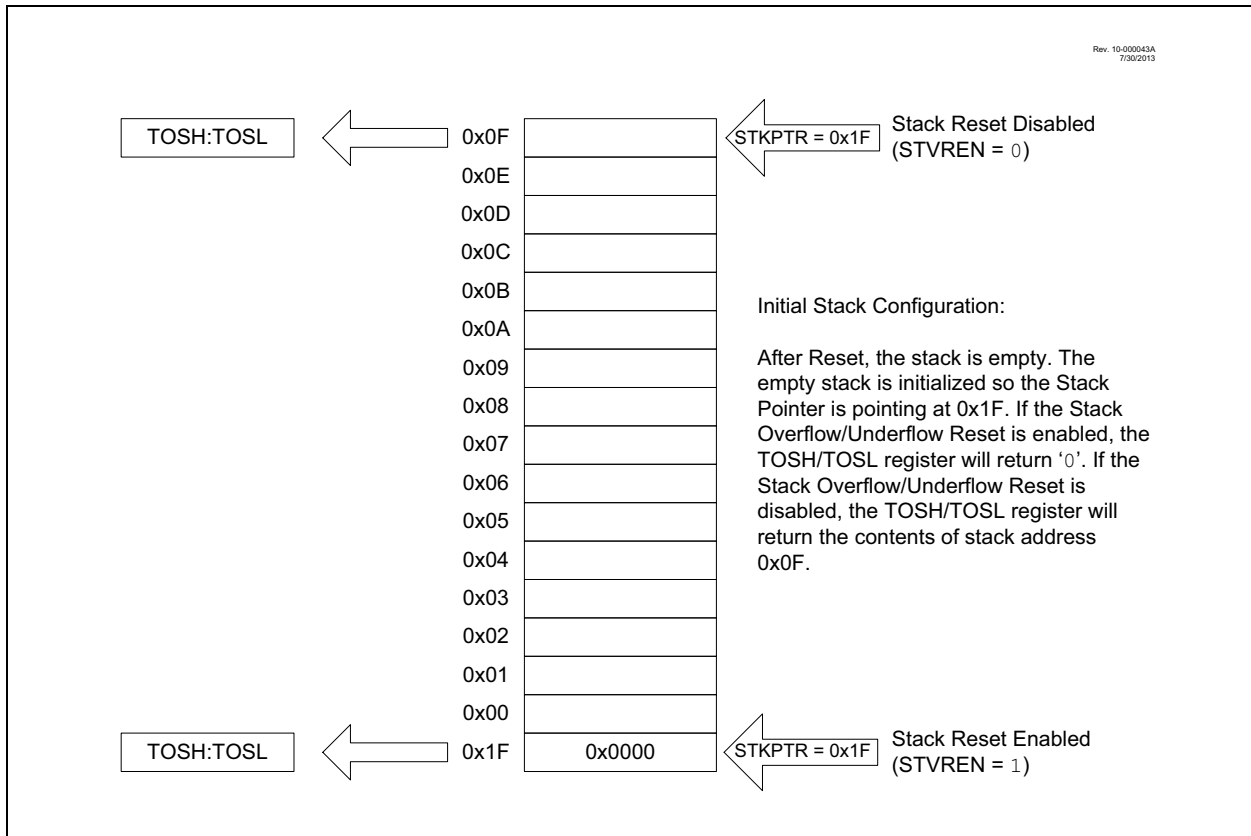 Rev. 10-000043A
7/30/2013
TOSH:TOSL
0x0F
STKPTR = 0x1F
Stack Reset Disabled
(STVREN = 0)
0x0E
0x0D
0x0C
0x0B
0x0A
0x09
0x08
0x07
0x06
0x05
0x04
0x03
0x02
0x01
0x00
Initial Stack Configuration:
After Reset, the stack is empty. The
empty stack is initialized so the Stack
Pointer is pointing at 0x1F. If the Stack
Overflow/Underflow Reset is enabled, the
TOSH/TOSL register will return ‘0’. If the
Stack Overflow/Underflow Reset is
disabled, the TOSH/TOSL register will
return the contents of stack address
0x0F.
TOSH:TOSL
0x1F
0x0000
STKPTR = 0x1F
Stack Reset Enabled
(STVREN = 1)